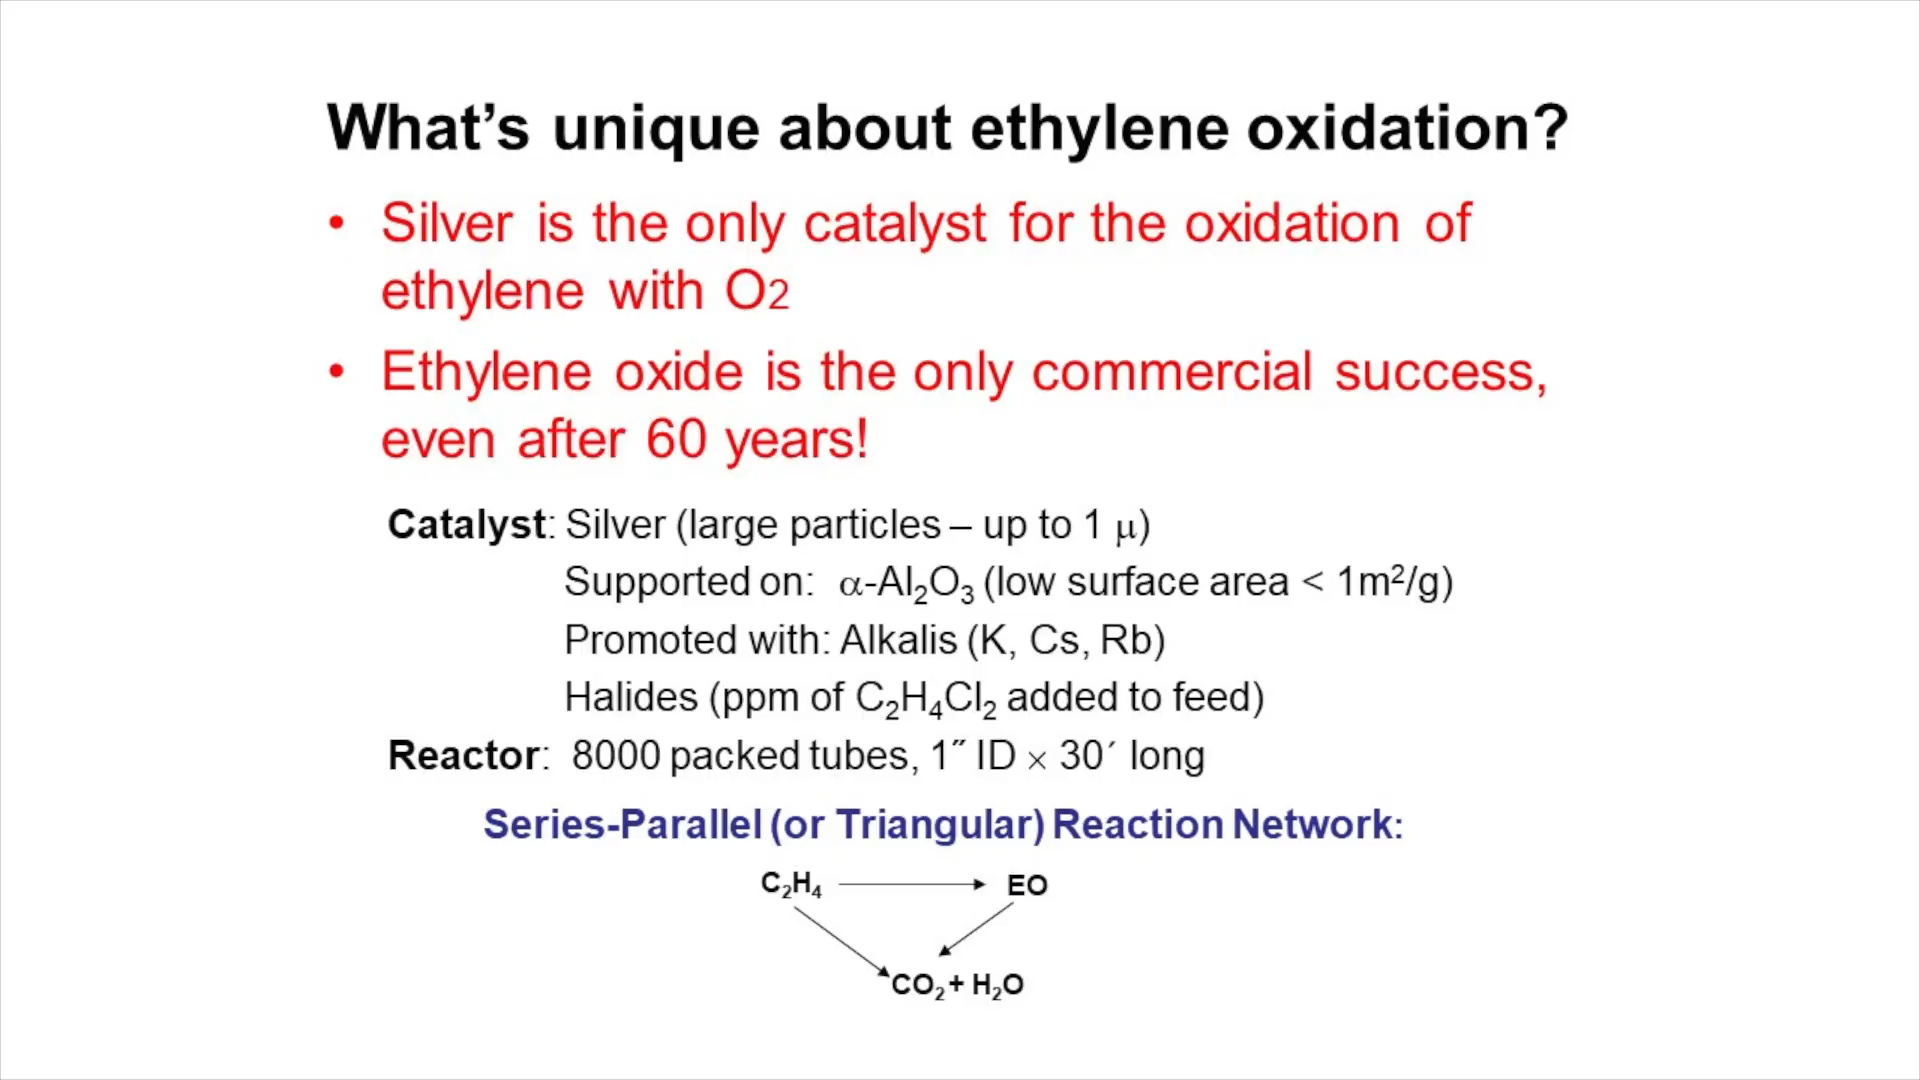 What’s unique about ethylene oxidation?
• Silver is the only catalyst for the oxidation of
ethylene with O2
• Ethylene oxide is the only commercial success,
even after 60 years!
Catalyst: Silver (large particles – up to 1 μ)
Supported on: α-Al₂O₃ (low surface area < 1m²/g)
Promoted with: Alkalis (K, Cs, Rb)
Halides (ppm of C₂H₄Cl₂ added to feed)
Reactor: 8000 packed tubes, 1˝ ID × 30´ long
Series-Parallel (or Triangular) Reaction Network:
C₂H₄ EO
CO₂ + H₂O